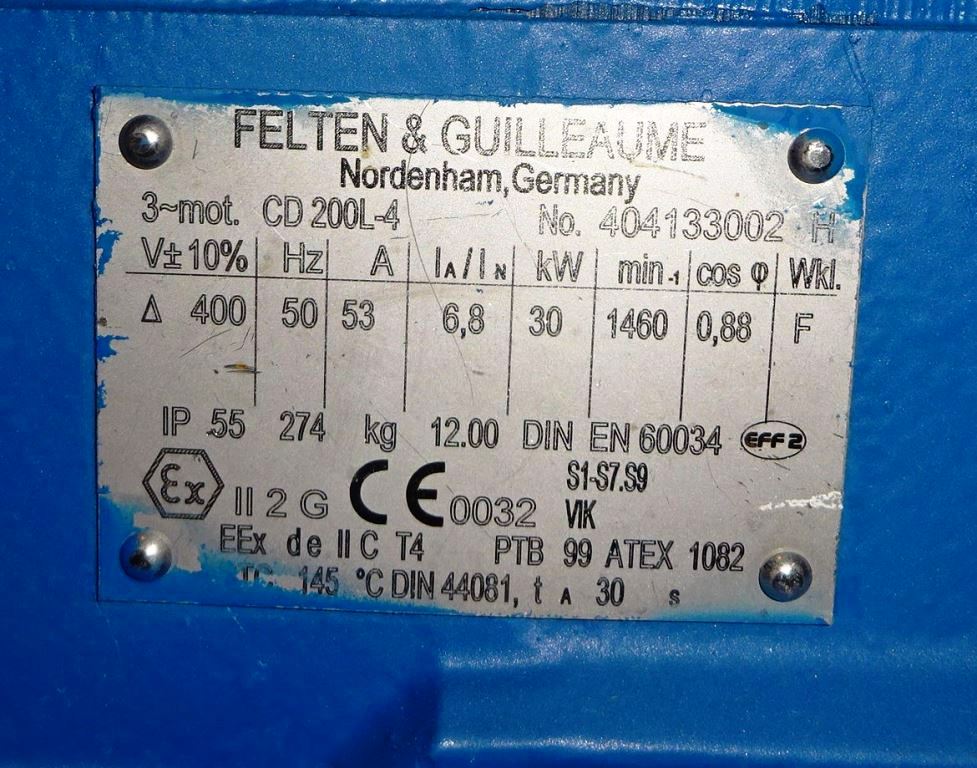 FELTEN & GUILLEAUME
Nordenham, Germany
3~mot. CD 200L-4 No. 404133002 H
V±10% Hz A IA/IN kW min-1 cos φ Wkl.
Δ 400 50 53 6,8 30 1460 0,88 F
IP 55 274 kg 12.00 DIN EN 60034 EFF2
S1-S7.S9
Ex II 2 G CE 0032 VIK
EEx de II C T4 PTB 99 ATEX 1082
145 °C DIN 44081, t A 30 s